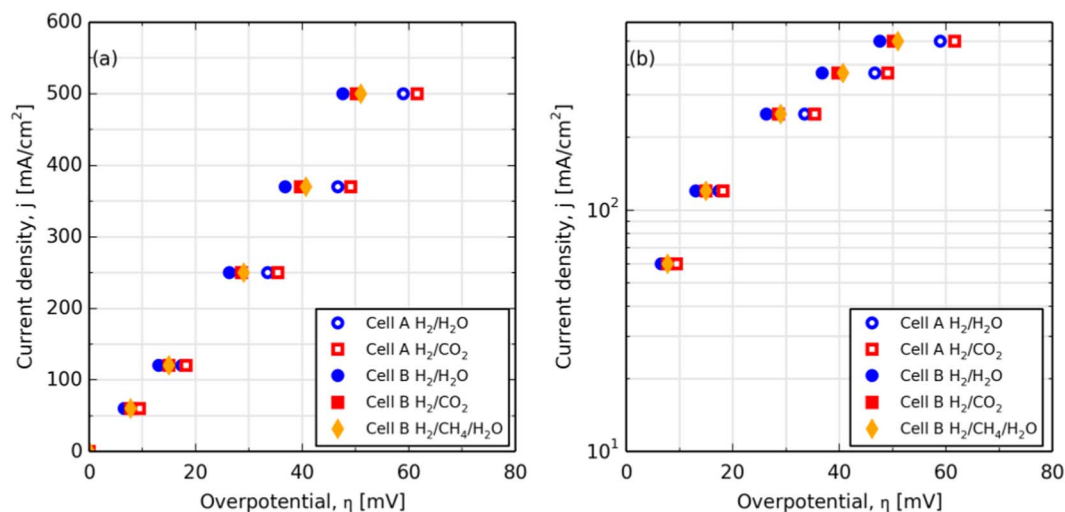 600
500
400
300
200
100
0
Current density, j [mA/cm²]
(a)
Cell A H₂/H₂O
Cell A H₂/CO₂
Cell B H₂/H₂O
Cell B H₂/CO₂
Cell B H₂/CH₄/H₂O
0 20 40 60 80
Overpotential, η [mV]
10²
10¹
Current density, j [mA/cm²]
(b)
Cell A H₂/H₂O
Cell A H₂/CO₂
Cell B H₂/H₂O
Cell B H₂/CO₂
Cell B H₂/CH₄/H₂O
0 20 40 60 80
Overpotential, η [mV]